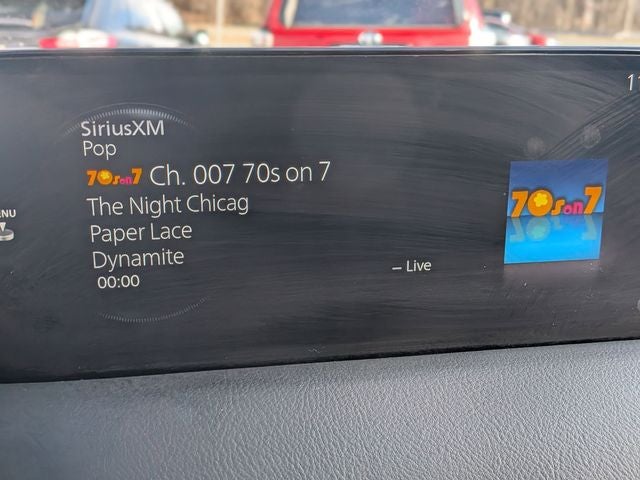 11
SiriusXM
Pop
70s on 7 Ch. 007 70s on 7
The Night Chicag
Paper Lace
Dynamite
00:00
– Live
70s on 7